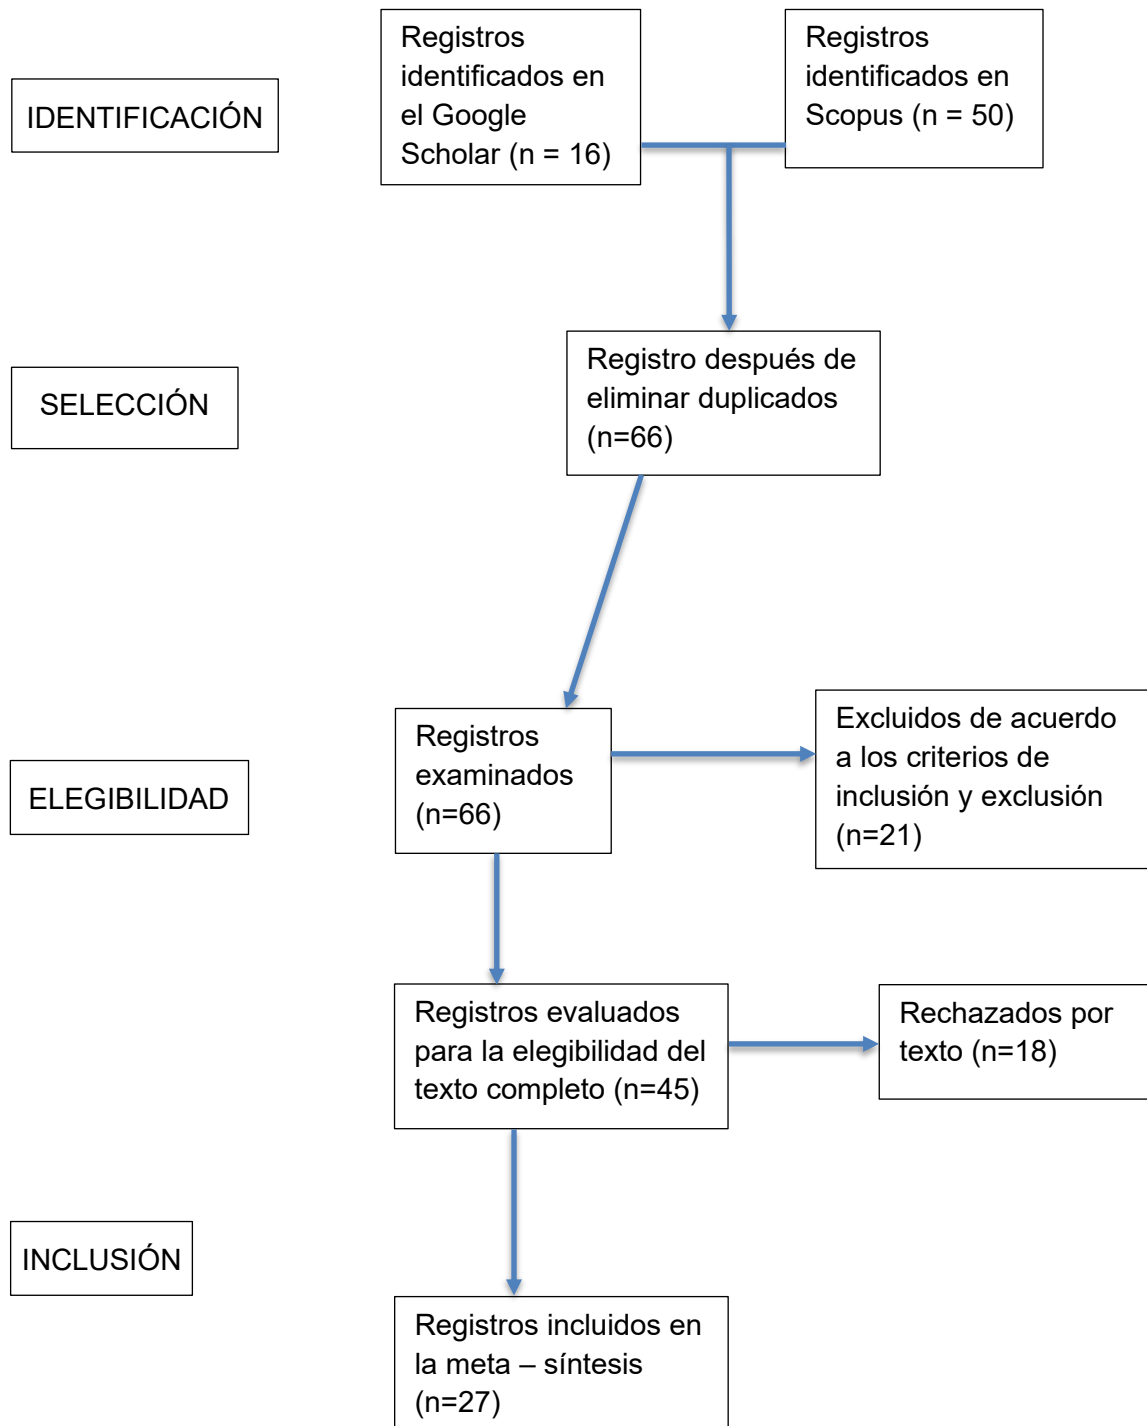 Registros
identificados en
el Google
Scholar (n = 16)
Registros
identificados en
Scopus (n = 50)
IDENTIFICACIÓN
Registro después de
eliminar duplicados
(n=66)
SELECCIÓN
Registros
examinados
(n=66)
Excluidos de acuerdo
a los criterios de
inclusión y exclusión
(n=21)
ELEGIBILIDAD
Registros evaluados
para la elegibilidad del
texto completo (n=45)
Rechazados por
texto (n=18)
INCLUSIÓN
Registros incluidos en
la meta – síntesis
(n=27)